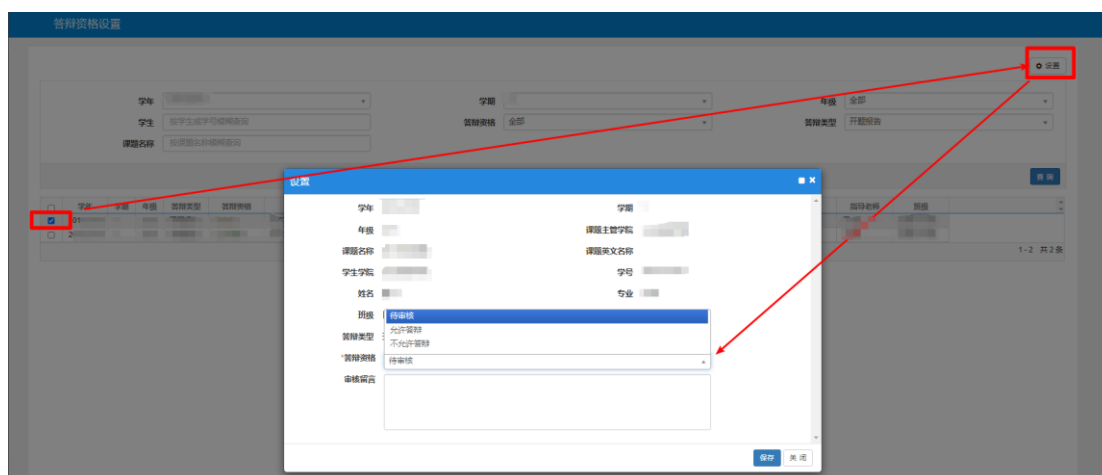 答辩资格设置
设置
学年 学期 年级 全部
学生 按学生或学号模糊查询 答辩资格 全部 答辩类型 开题报告
课题名称 按课题名称模糊查询
查询
学年 学期 年级 答辩类型 答辩资格 指导老师 班级
1-2 共2条
设置
学年 学期
年级 课题主管学院
课题名称 课题英文名称
学生学院 学号
姓名 专业
班级
待审核
允许答辩
不允许答辩
答辩类型
*答辩资格 待审核
审核留言
保存 关闭